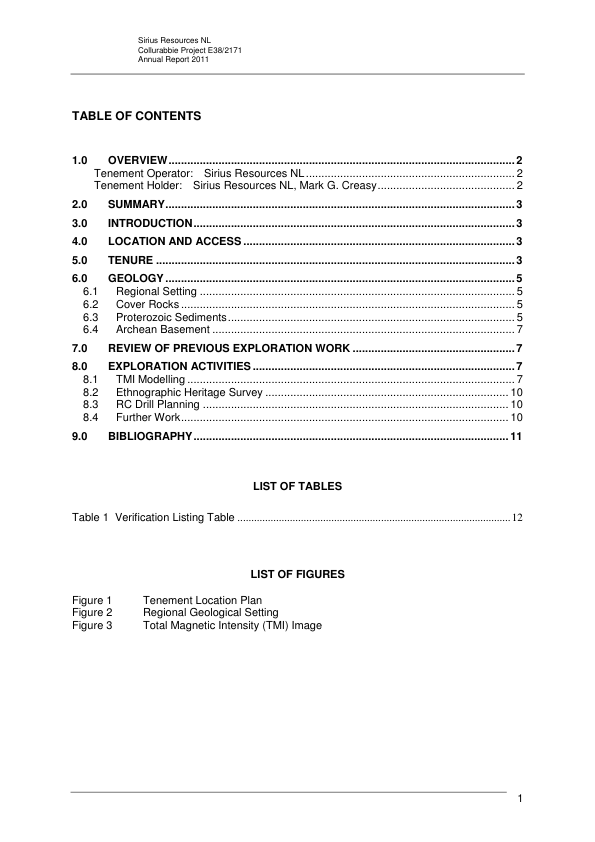 Sirius Resources NL
Collurabbie Project E38/2171
Annual Report 2011
TABLE OF CONTENTS
1.0 OVERVIEW........................................................................................................2
Tenement Operator: Sirius Resources NL...............................................................2
Tenement Holder: Sirius Resources NL, Mark G. Creasy.........................................2
2.0 SUMMARY.........................................................................................................3
3.0 INTRODUCTION................................................................................................3
4.0 LOCATION AND ACCESS.................................................................................3
5.0 TENURE............................................................................................................3
6.0 GEOLOGY.........................................................................................................5
6.1 Regional Setting..................................................................................................5
6.2 Cover Rocks.......................................................................................................5
6.3 Proterozoic Sediments.........................................................................................5
6.4 Archean Basement..............................................................................................7
7.0 REVIEW OF PREVIOUS EXPLORATION WORK................................................7
8.0 EXPLORATION ACTIVITIES..............................................................................7
8.1 TMI Modelling.....................................................................................................7
8.2 Ethnographic Heritage Survey............................................................................10
8.3 RC Drill Planning...............................................................................................10
8.4 Further Work.....................................................................................................10
9.0 BIBLIOGRAPHY..............................................................................................11
LIST OF TABLES
Table 1 Verification Listing Table..............................................................................12
LIST OF FIGURES
Figure 1 Tenement Location Plan
Figure 2 Regional Geological Setting
Figure 3 Total Magnetic Intensity (TMI) Image
1